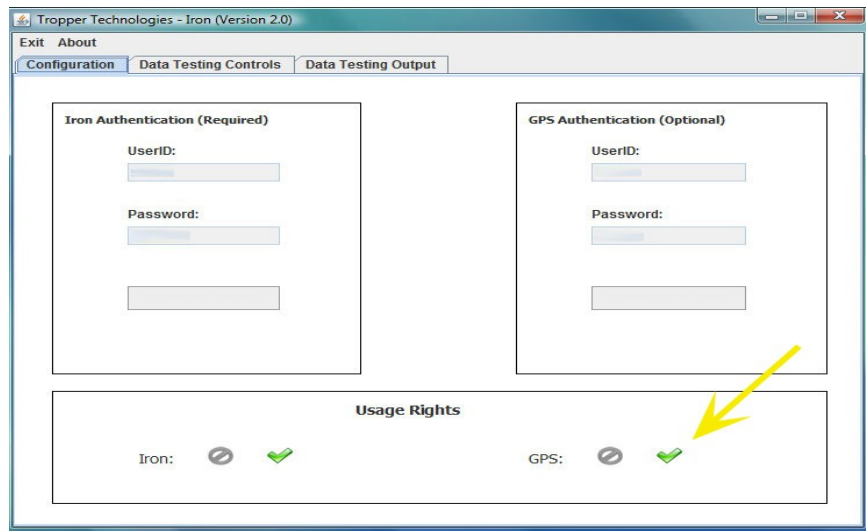 Tropper Technologies - Iron (Version 2.0)
Exit About
Configuration Data Testing Controls Data Testing Output
Iron Authentication (Required)
UserID:
Password:
GPS Authentication (Optional)
UserID:
Password:
Usage Rights
Iron:
GPS: